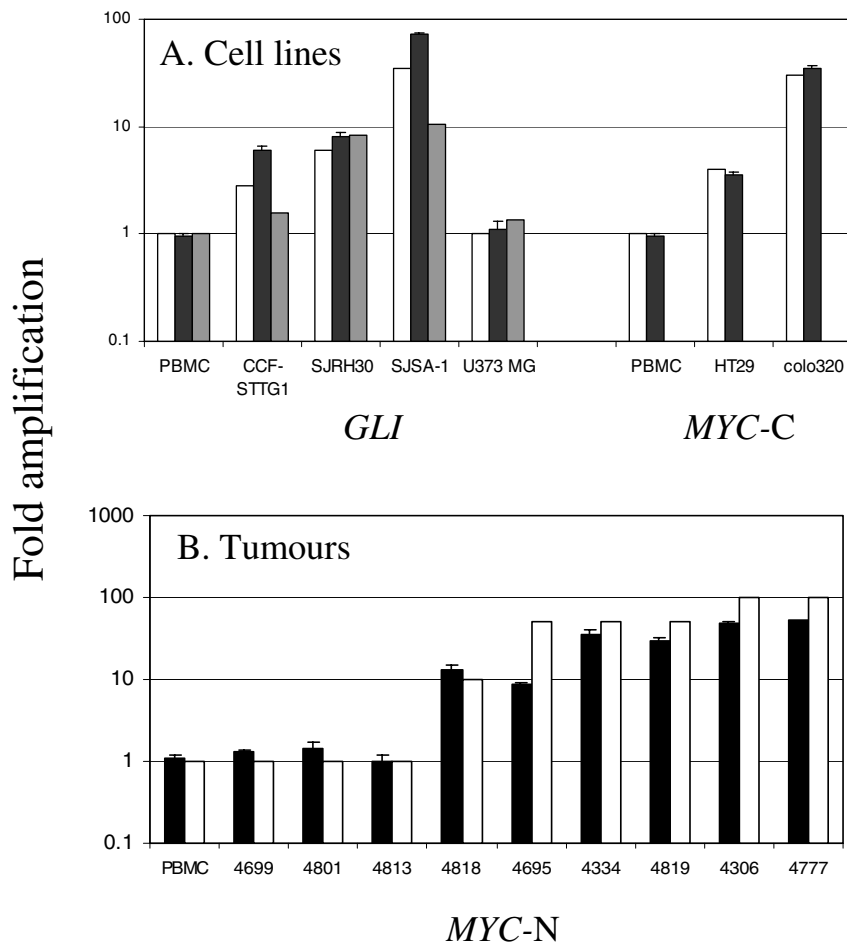 Fold amplification
A. Cell lines
100
10
1
0.1
PBMC CCF-STTG1 SJRH30 SJSA-1 U373 MG PBMC HT29 colo320
GLI MYC-C
B. Tumours
1000
100
10
1
0.1
PBMC 4699 4801 4813 4818 4695 4334 4819 4306 4777
MYC-N